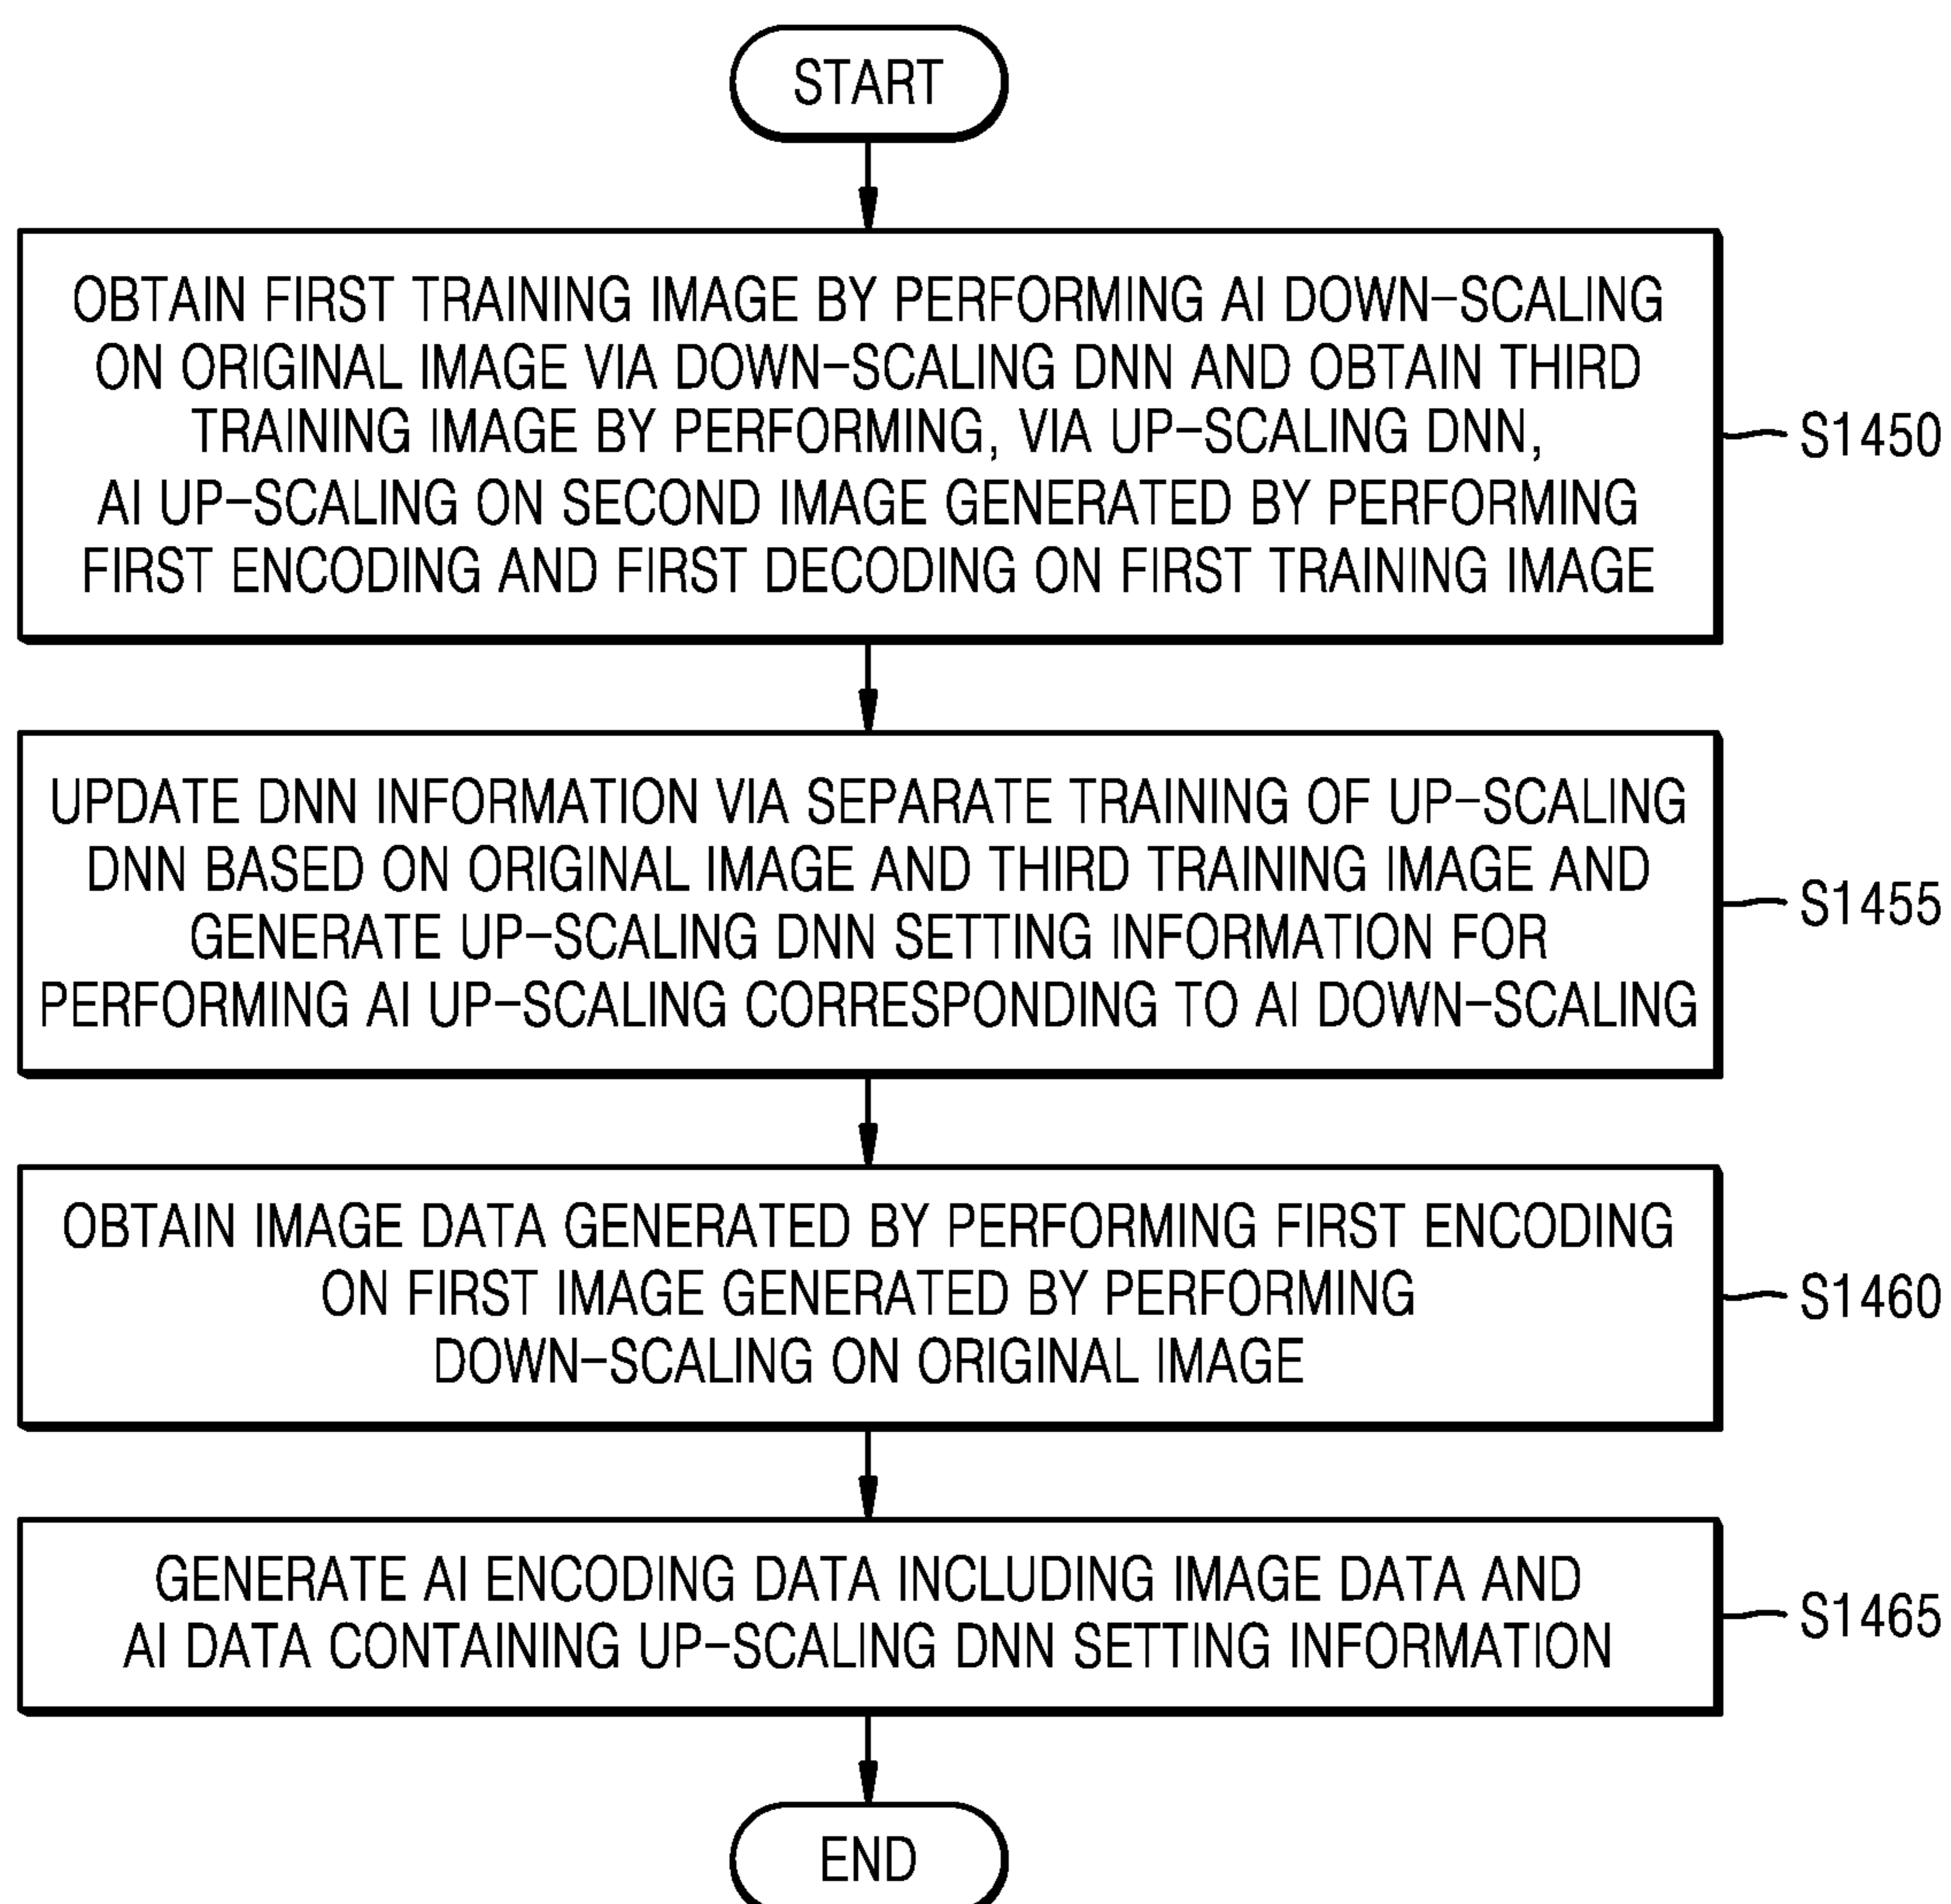 START
OBTAIN FIRST TRAINING IMAGE BY PERFORMING AI DOWN-SCALING
ON ORIGINAL IMAGE VIA DOWN-SCALING DNN AND OBTAIN THIRD
TRAINING IMAGE BY PERFORMING, VIA UP-SCALING DNN,
AI UP-SCALING ON SECOND IMAGE GENERATED BY PERFORMING
FIRST ENCODING AND FIRST DECODING ON FIRST TRAINING IMAGE
S1450
UPDATE DNN INFORMATION VIA SEPARATE TRAINING OF UP-SCALING
DNN BASED ON ORIGINAL IMAGE AND THIRD TRAINING IMAGE AND
GENERATE UP-SCALING DNN SETTING INFORMATION FOR
PERFORMING AI UP-SCALING CORRESPONDING TO AI DOWN-SCALING
S1455
OBTAIN IMAGE DATA GENERATED BY PERFORMING FIRST ENCODING
ON FIRST IMAGE GENERATED BY PERFORMING
DOWN-SCALING ON ORIGINAL IMAGE
S1460
GENERATE AI ENCODING DATA INCLUDING IMAGE DATA AND
AI DATA CONTAINING UP-SCALING DNN SETTING INFORMATION
S1465
END